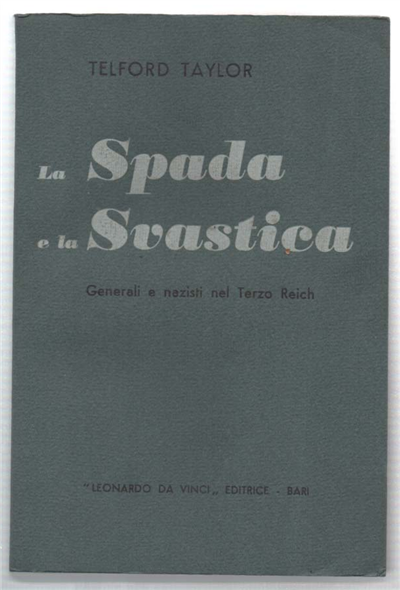 TELFORD TAYLOR
La Spada
e la Svastica
Generali e nazisti nel Terzo Reich
"LEONARDO DA VINCI„ EDITRICE - BARI